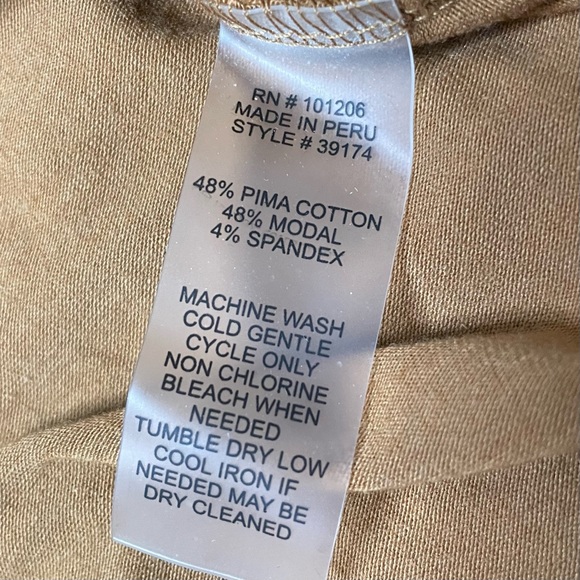 RN # 101206
MADE IN PERU
STYLE # 39174
48% PIMA COTTON
48% MODAL
4% SPANDEX
MACHINE WASH
COLD GENTLE
CYCLE ONLY
NON CHLORINE
BLEACH WHEN
NEEDED
TUMBLE DRY LOW
COOL IRON IF
NEEDED MAY BE
DRY CLEANED